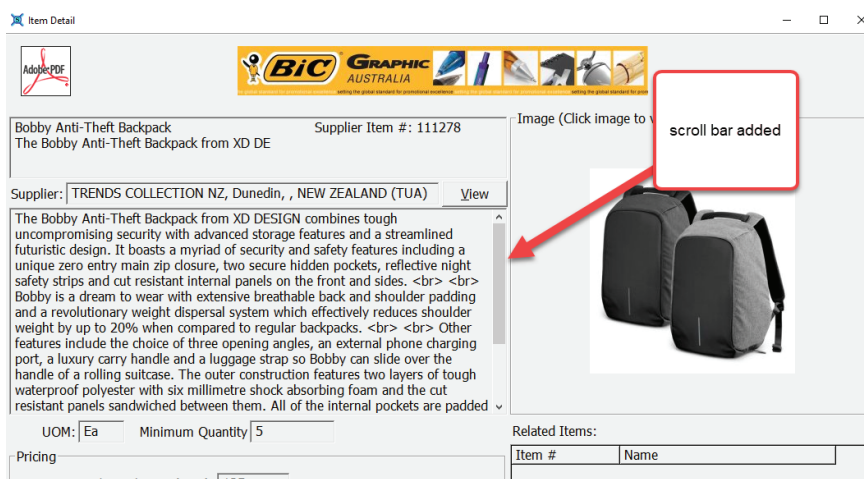 Item Detail
Adobe PDF
BiC GRAPHIC
AUSTRALIA
setting the global standard for promotional excellence
Bobby Anti-Theft Backpack Supplier Item #: 111278
The Bobby Anti-Theft Backpack from XD DE
Image (Click image to
scroll bar added
Supplier: TRENDS COLLECTION NZ, Dunedin, , NEW ZEALAND (TUA) View
The Bobby Anti-Theft Backpack from XD DESIGN combines tough
uncompromising security with advanced storage features and a streamlined
futuristic design. It boasts a myriad of security and safety features including a
unique zero entry main zip closure, two secure hidden pockets, reflective night
safety strips and cut resistant internal panels on the front and sides. <br> <br>
Bobby is a dream to wear with extensive breathable back and shoulder padding
and a revolutionary weight dispersal system which effectively reduces shoulder
weight by up to 20% when compared to regular backpacks. <br> <br> Other
features include the choice of three opening angles, an external phone charging
port, a luxury carry handle and a luggage strap so Bobby can slide over the
handle of a rolling suitcase. The outer construction features two layers of tough
waterproof polyester with six millimetre shock absorbing foam and the cut
resistant panels sandwiched between them. All of the internal pockets are padded
UOM: Ea Minimum Quantity 5
Related Items:
Pricing
Item # Name